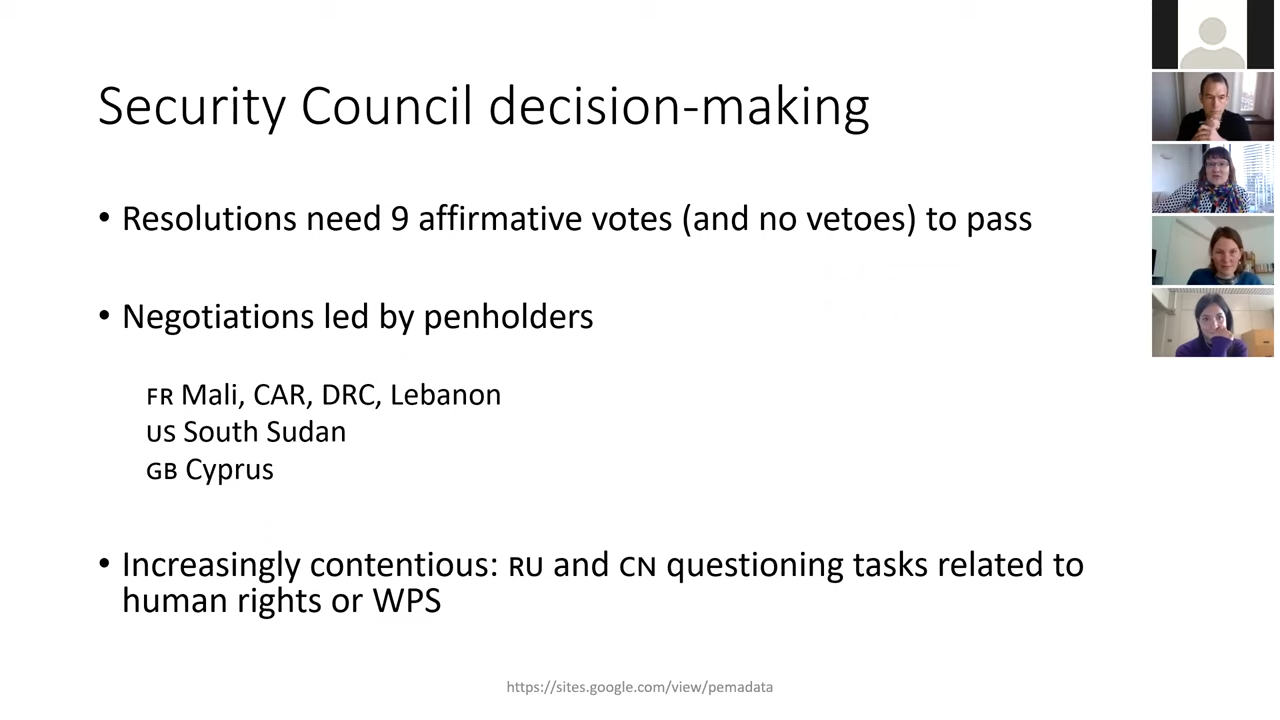 Security Council decision-making
• Resolutions need 9 affirmative votes (and no vetoes) to pass
• Negotiations led by penholders
FR Mali, CAR, DRC, Lebanon
US South Sudan
GB Cyprus
• Increasingly contentious: RU and CN questioning tasks related to
human rights or WPS
https://sites.google.com/view/pemadata